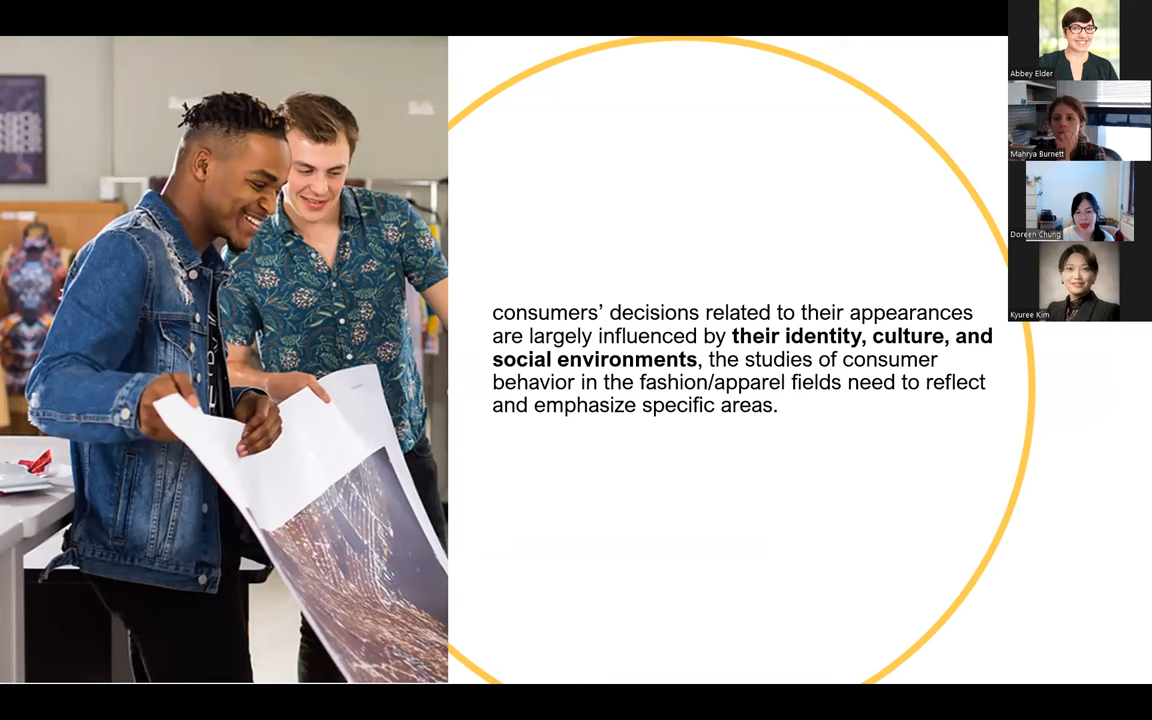 consumers’ decisions related to their appearances
are largely influenced by their identity, culture, and
social environments, the studies of consumer
behavior in the fashion/apparel fields need to reflect
and emphasize specific areas.
Abbey Elder
Mahrya Burnett
Doreen Chung
Kyuree Kim